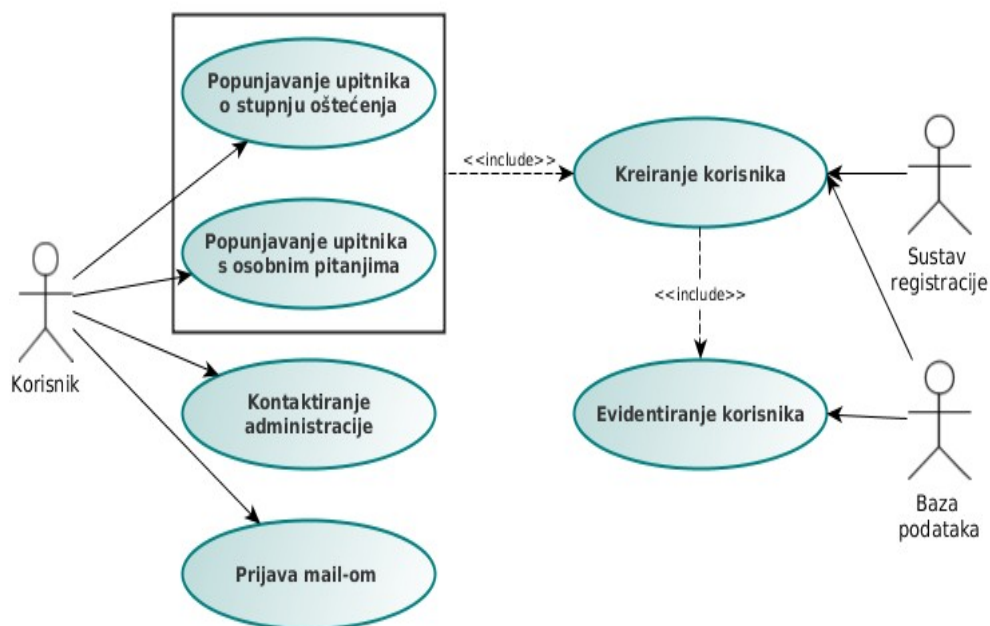 Popunjavanje upitnika
o stupnju oštećenja
<<include>>
Kreiranje korisnika
Sustav
registracije
Popunjavanje upitnika
s osobnim pitanjima
<<include>>
Korisnik
Kontaktiranje
administracije
Evidentiranje korisnika
Baza
podataka
Prijava mail-om